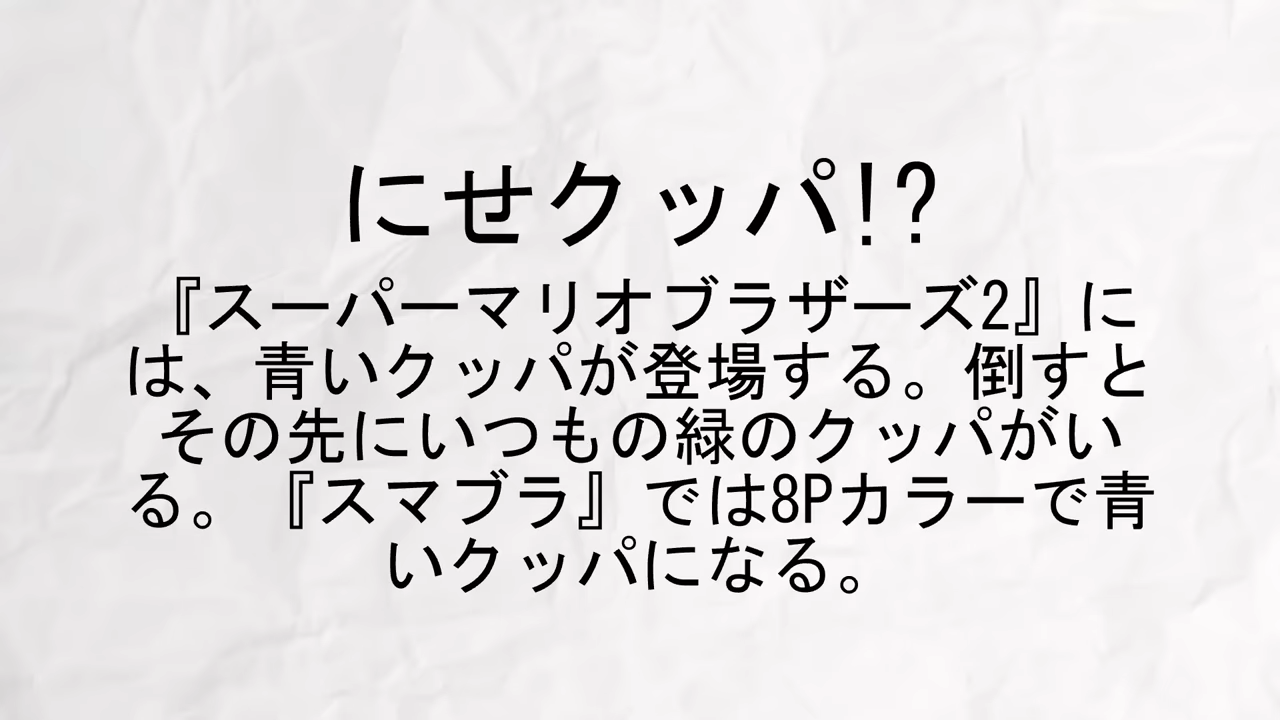 にせクッパ!?
『スーパーマリオブラザーズ2』に
は、青いクッパが登場する。倒すと
その先にいつもの緑のクッパがい
る。『スマブラ』では8Pカラーで青
いクッパになる。